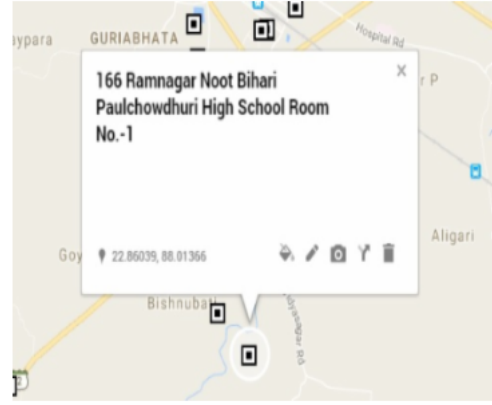 GURIABHATA
Hospital Rd
ypara
166 Ramnagar Noot Bihari
Paulchowdhuri High School Room
No.-1
r P
Aligari
Goy
22.86039, 88.01366
Bishnubati